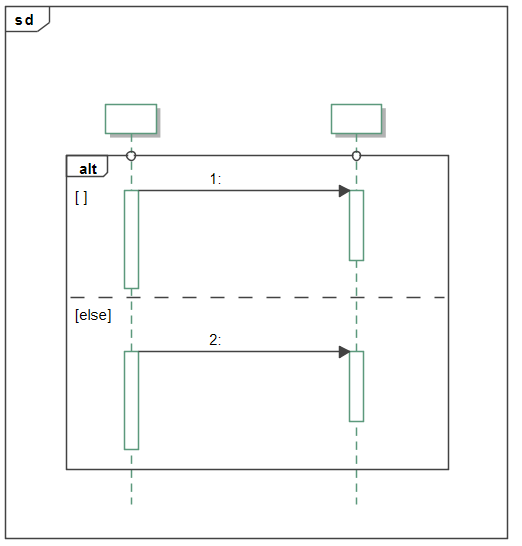 sd
alt
1:
[ ]
[else]
2: